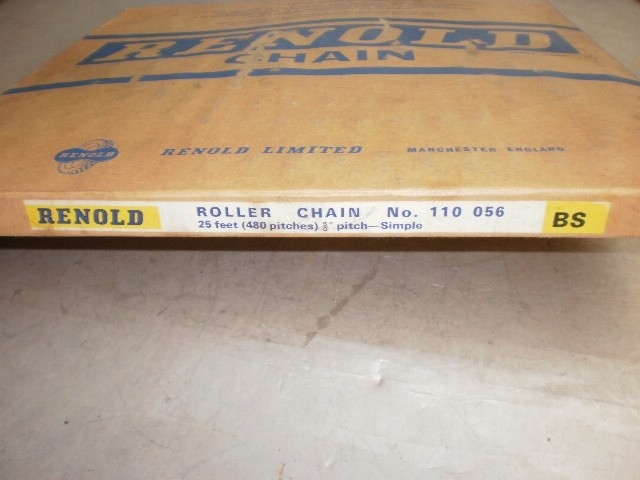 RENOLD
CHAIN
RENOLD
RENOLD LIMITED
MANCHESTER ENGLAND
RENOLD
ROLLER CHAIN No. 110 056
25 feet (480 pitches) ⅝" pitch—Simple
BS